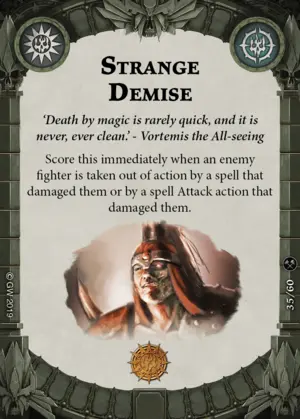 STRANGE
DEMISE
‘Death by magic is rarely quick, and it is
never, ever clean.’ - Vortemis the All-seeing
Score this immediately when an enemy
fighter is taken out of action by a spell that
damaged them or by a spell Attack action that
damaged them.
© GW 2019
35/60